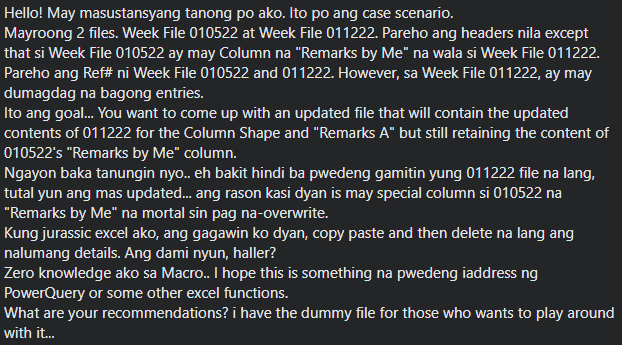 Hello! May masustansyang tanong po ako. Ito po ang case scenario.
Mayroong 2 files. Week File 010522 at Week File 011222. Pareho ang headers nila except
that si Week File 010522 ay may Column na "Remarks by Me" na wala si Week File 011222.
Pareho ang Ref# ni Week File 010522 and 011222. However, sa Week File 011222, ay may
dumagdag na bagong entries.
Ito ang goal... You want to come up with an updated file that will contain the updated
contents of 011222 for the Column Shape and "Remarks A" but still retaining the content of
010522's "Remarks by Me" column.
Ngayon baka tanungin nyo.. eh bakit hindi ba pwedeng gamitin yung 011222 file na lang,
tutal yun ang mas updated... ang rason kasi dyan is may special column si 010522 na
"Remarks by Me" na mortal sin pag na-overwrite.
Kung jurassic excel ako, ang gagawin ko dyan, copy paste and then delete na lang ang
nalumang details. Ang dami nyun, haller?
Zero knowledge ako sa Macro.. I hope this is something na pwedeng iaddress ng
PowerQuery or some other excel functions.
What are your recommendations? i have the dummy file for those who wants to play around
with it...